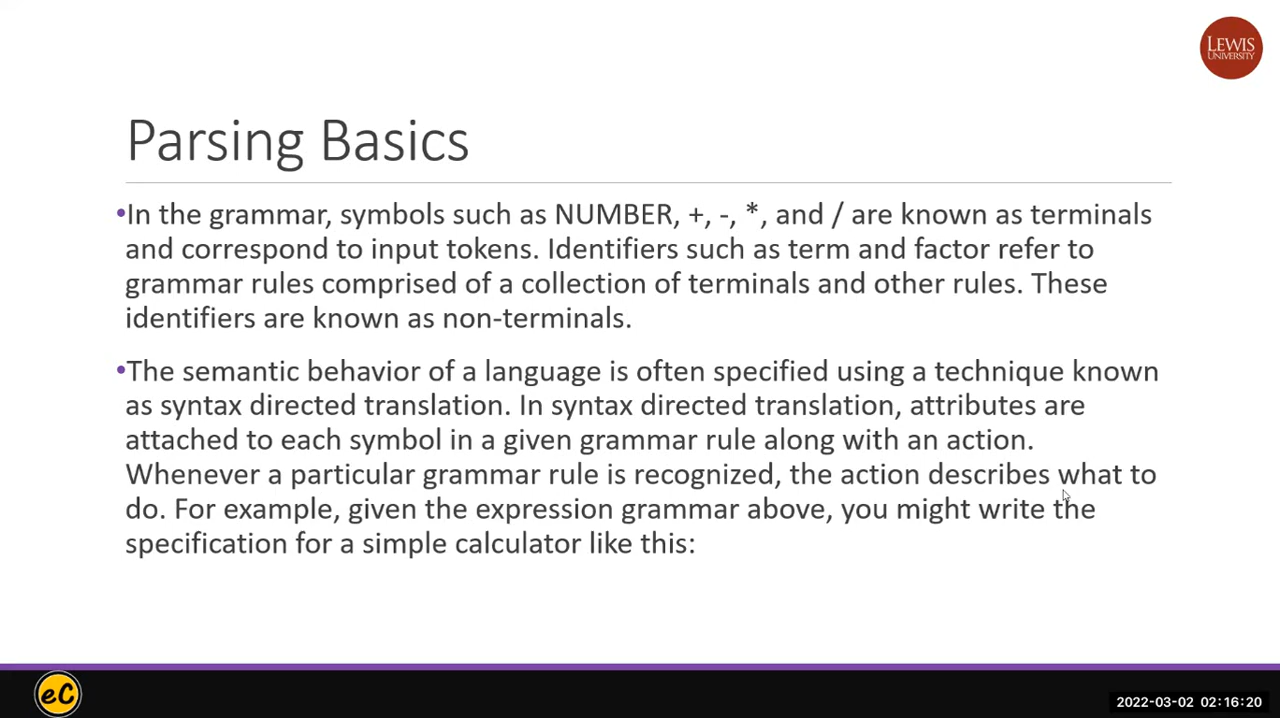 LEWIS
UNIVERSITY
Parsing Basics
•In the grammar, symbols such as NUMBER, +, -, *, and / are known as terminals
and correspond to input tokens. Identifiers such as term and factor refer to
grammar rules comprised of a collection of terminals and other rules. These
identifiers are known as non-terminals.
•The semantic behavior of a language is often specified using a technique known
as syntax directed translation. In syntax directed translation, attributes are
attached to each symbol in a given grammar rule along with an action.
Whenever a particular grammar rule is recognized, the action describes what to
do. For example, given the expression grammar above, you might write the
specification for a simple calculator like this:
eC
2022-03-02 02:16:20